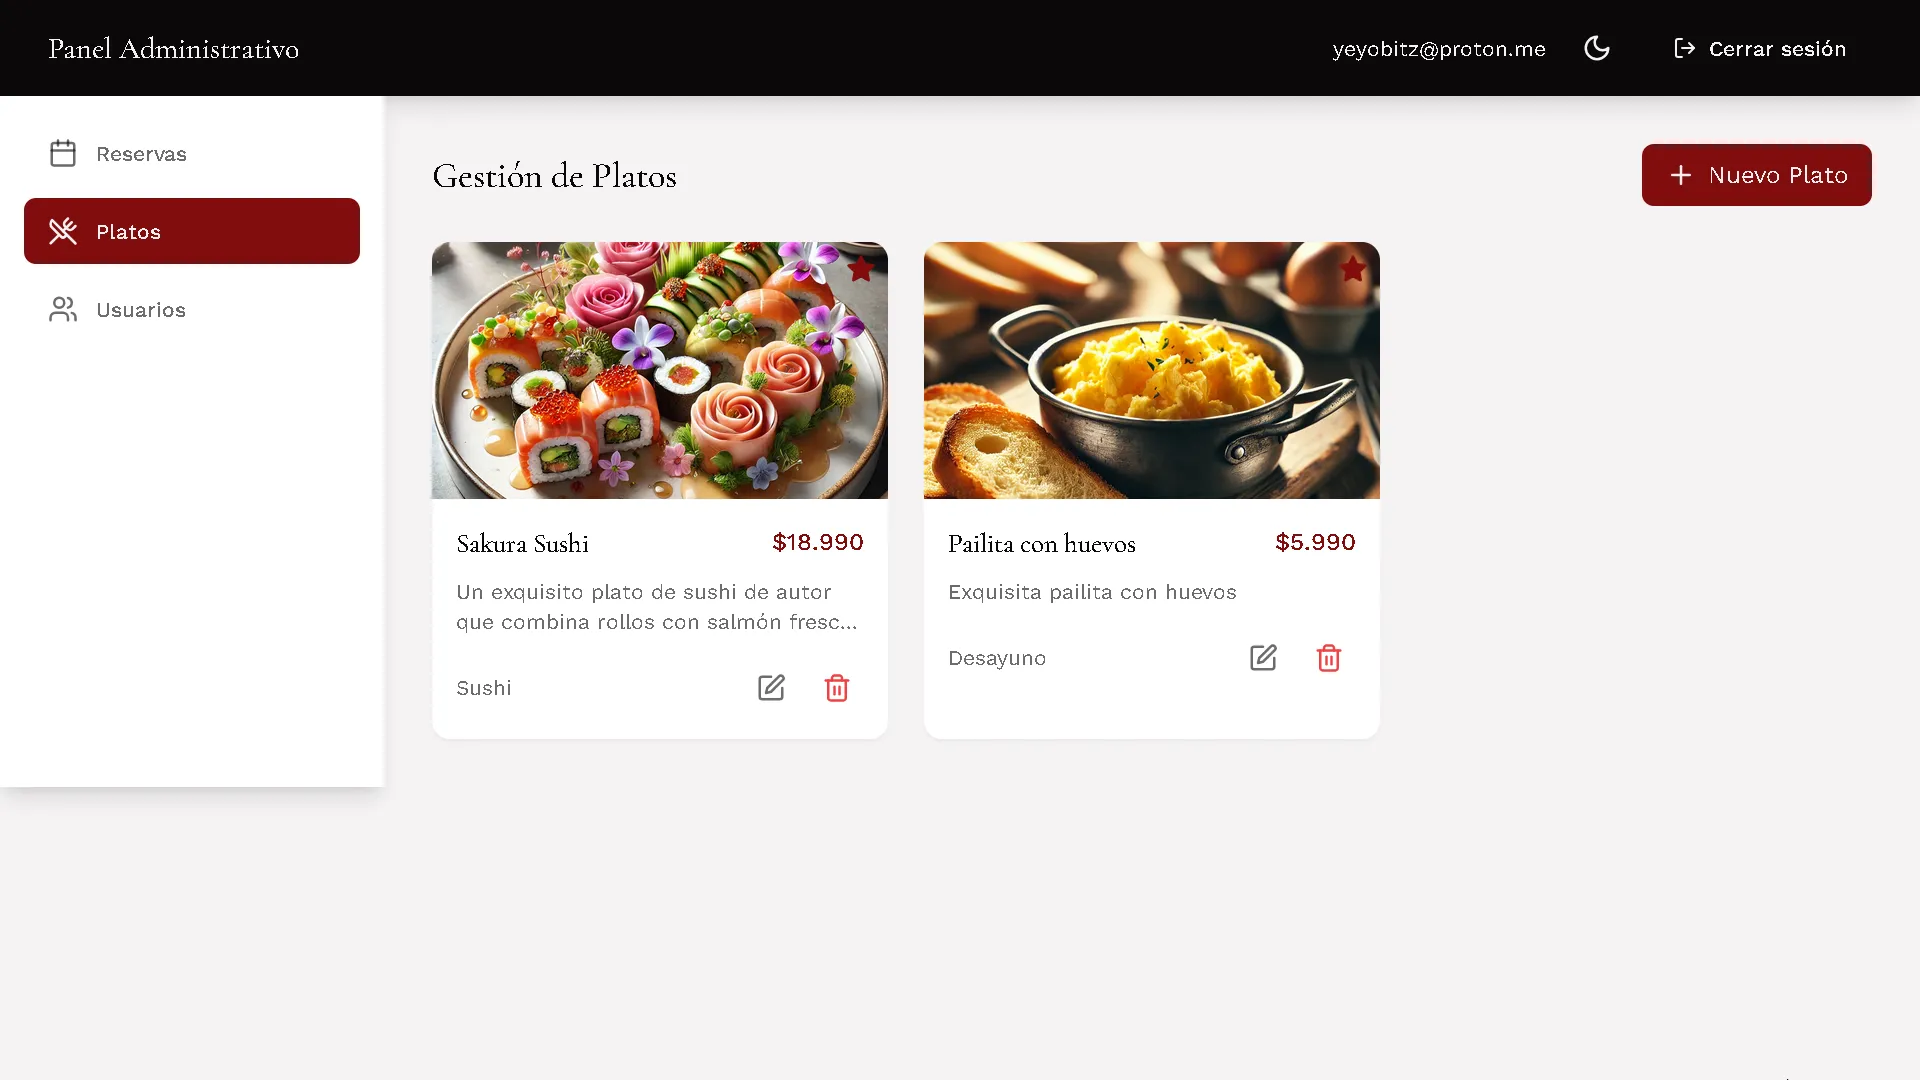 Panel Administrativo
yeyobitz@proton.me
Cerrar sesión
Reservas
Platos
Usuarios
Gestión de Platos
Nuevo Plato
Sakura Sushi
$18.990
Un exquisito plato de sushi de autor
que combina rollos con salmón fresc...
Sushi
Pailita con huevos
$5.990
Exquisita pailita con huevos
Desayuno